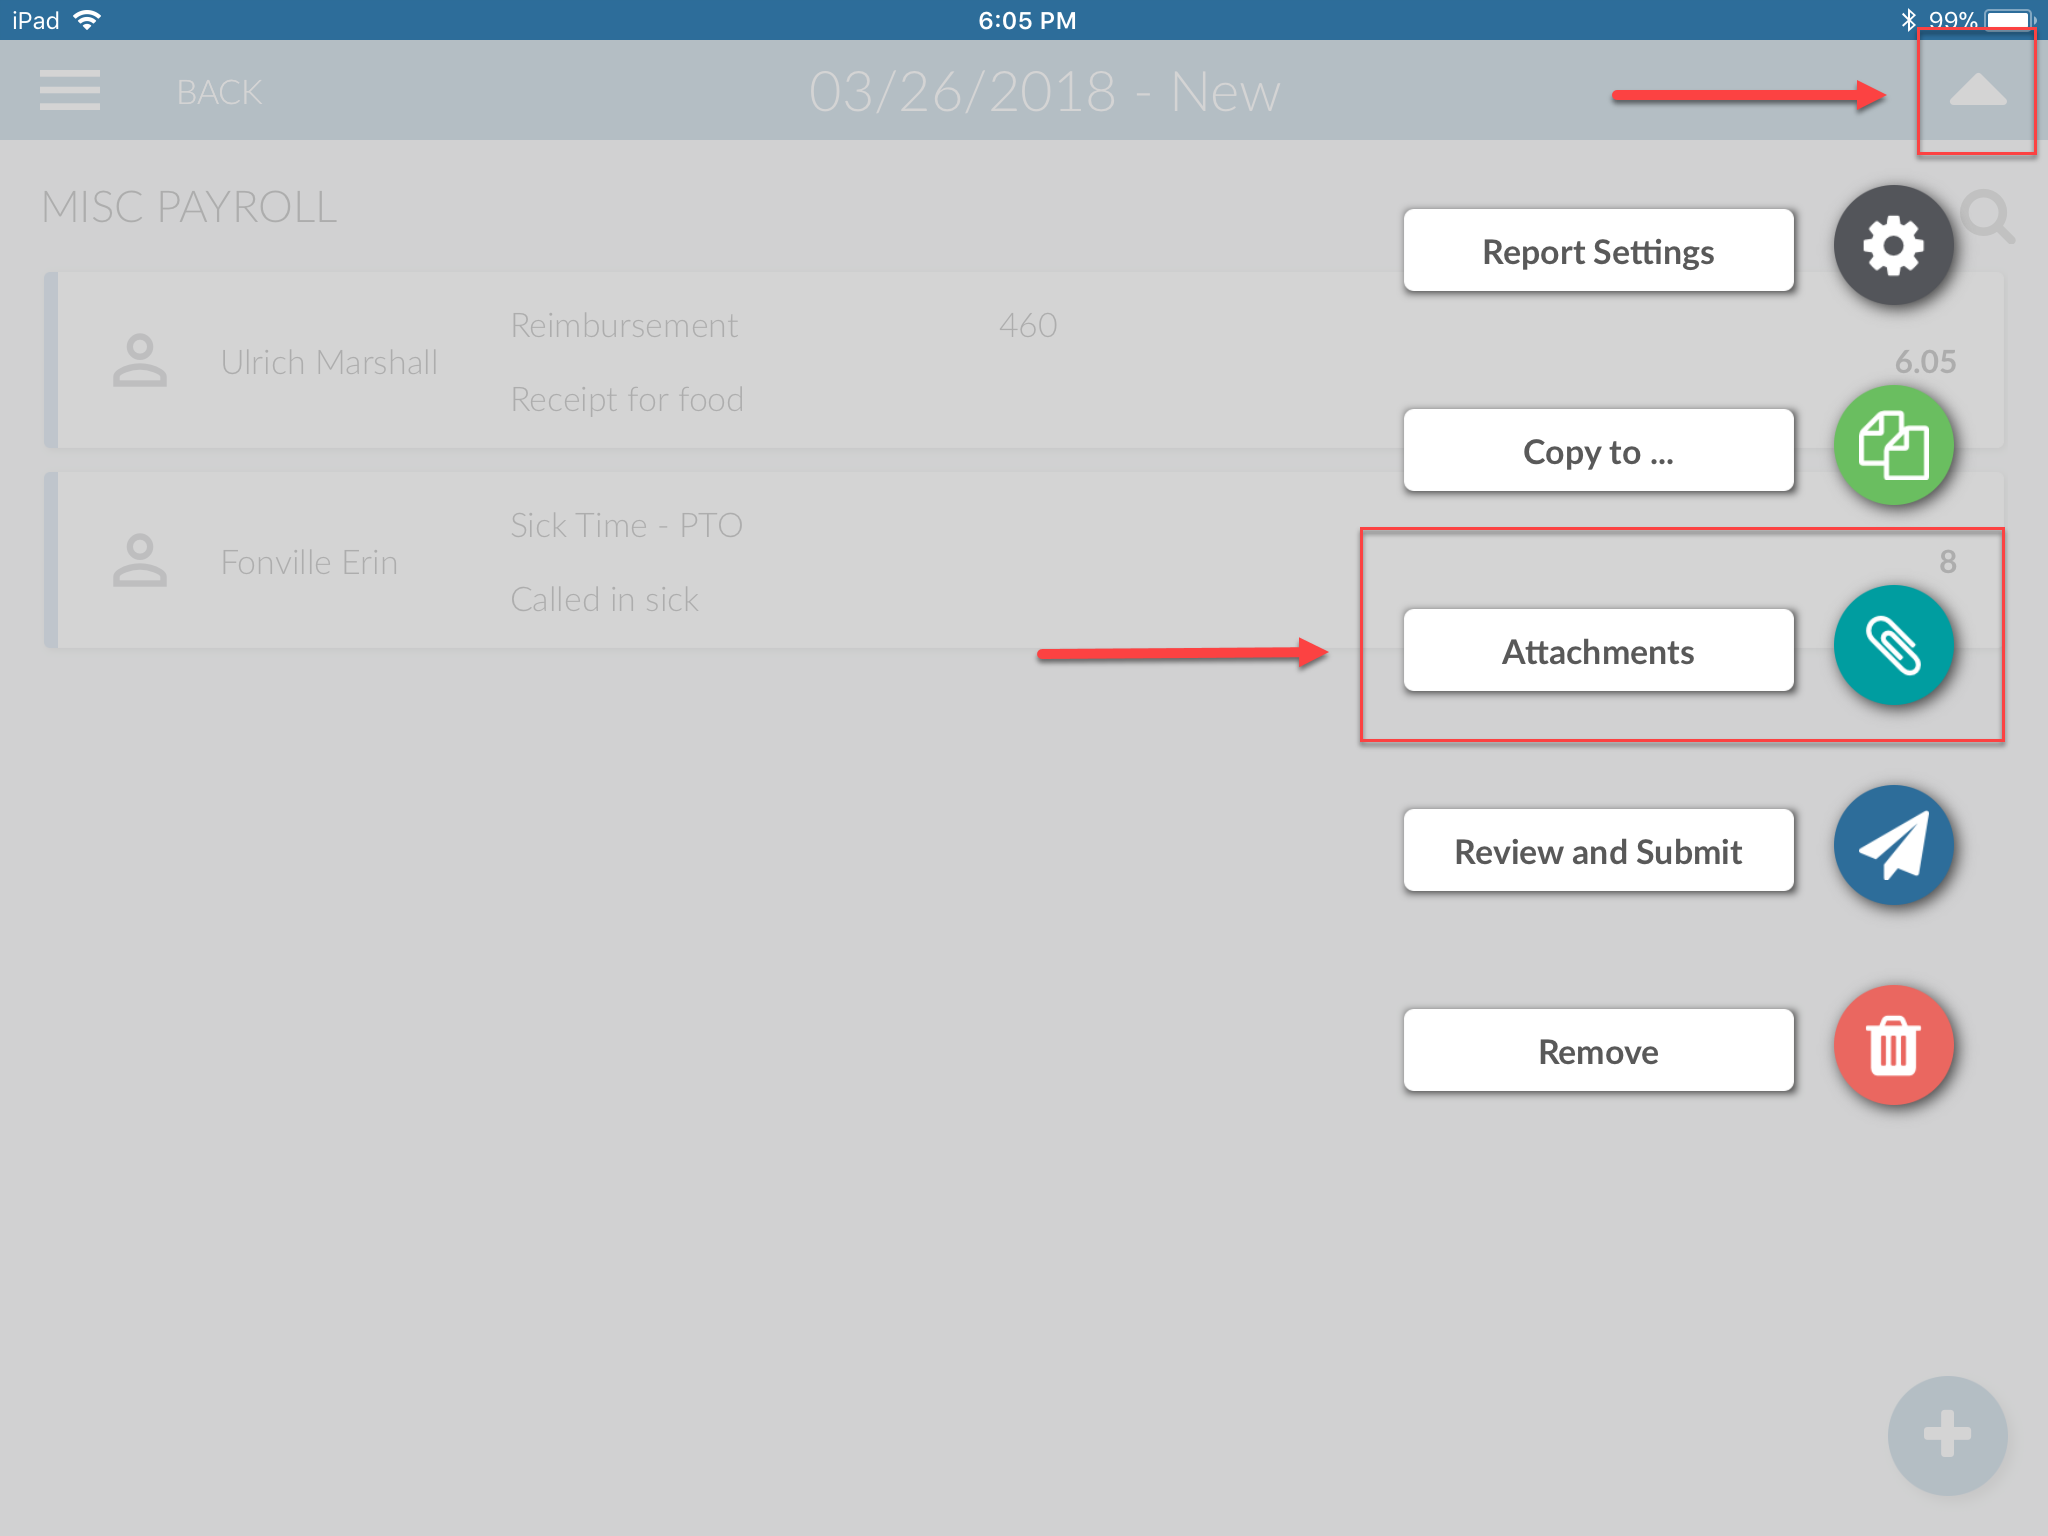 iPad
6:05 PM
99%
BACK
03/26/2018 - New
MISC PAYROLL
Report Settings
Reimbursement
460
Ulrich Marshall
6.05
Receipt for food
Copy to ...
Sick Time - PTO
Fonville Erin
8
Called in sick
Attachments
Review and Submit
Remove